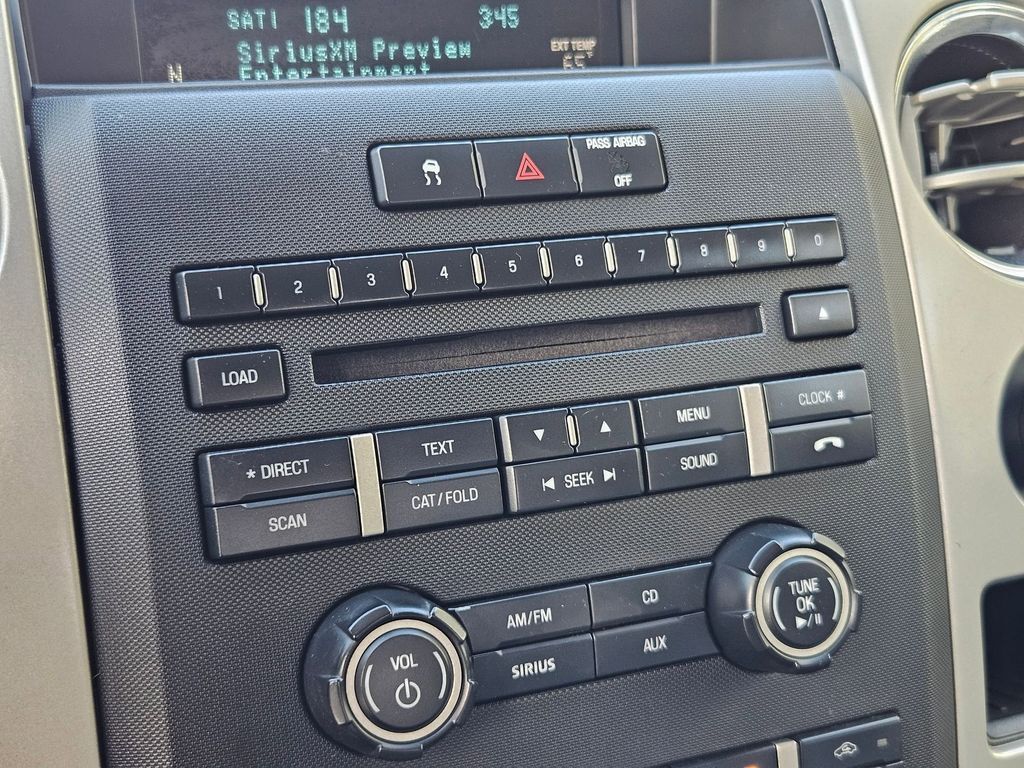 SAT1 184 345
SiriusXM Preview
EXT TEMP
N Entertainment 65°F
PASS AIRBAG
OFF
1 2 3 4 5 6 7 8 9 0
LOAD
CLOCK #
MENU
* DIRECT TEXT
SEEK SOUND
SCAN CAT/FOLD
VOL
AM/FM CD
SIRIUS AUX
TUNE
OK